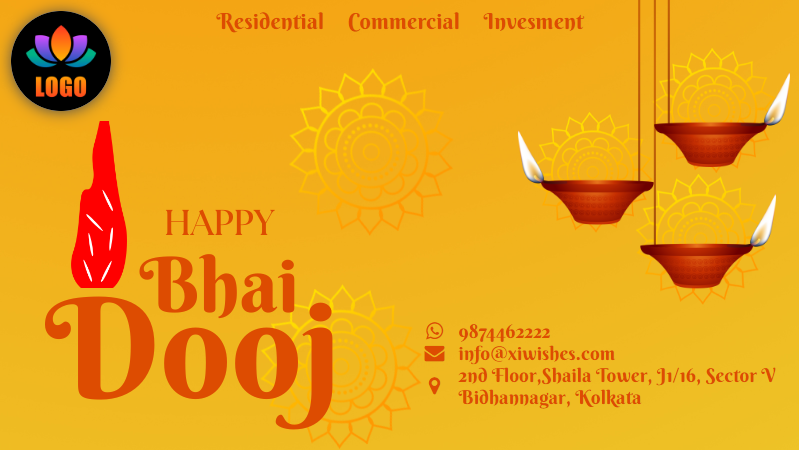 Residential Commercial Invesment
LOGO
HAPPY
Bhai
Dooj
9874462222
info@xiwishes.com
2nd Floor,Shaila Tower, J1/16, Sector V
Bidhannagar, Kolkata